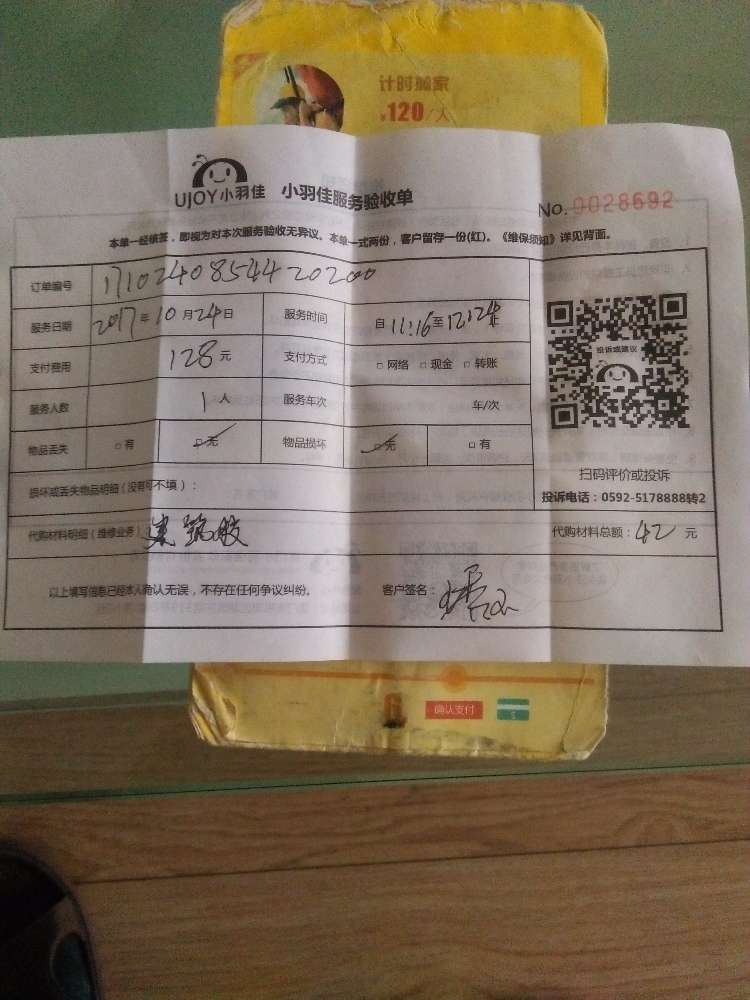 计时搬家
¥120/人
UJOY小羽佳 小羽佳服务验收单
No.0028692
本单一经填签，即视为对本次服务验收无异议。本单一式两份，客户留存一份(红)。《维保须知》详见背面。
订单编号 1710240854420200
服务日期 2017年10月24日 服务时间 自11:16至12:24止
支付费用 128元 支付方式 □网络 □现金 □转账
服务人数 1人 服务车次 车/次
投诉或建议
物品丢失 □有 □无 物品损坏 □无 □有
扫码评价或投诉
损坏或丢失物品明细（没有可不填）：
投诉电话：0592-5178888转2
代购材料明细（维修业务） 建筑胶 代购材料总额：42元
以上填写信息已经本人确认无误，不存在任何争议纠纷。 客户签名：
确认支付